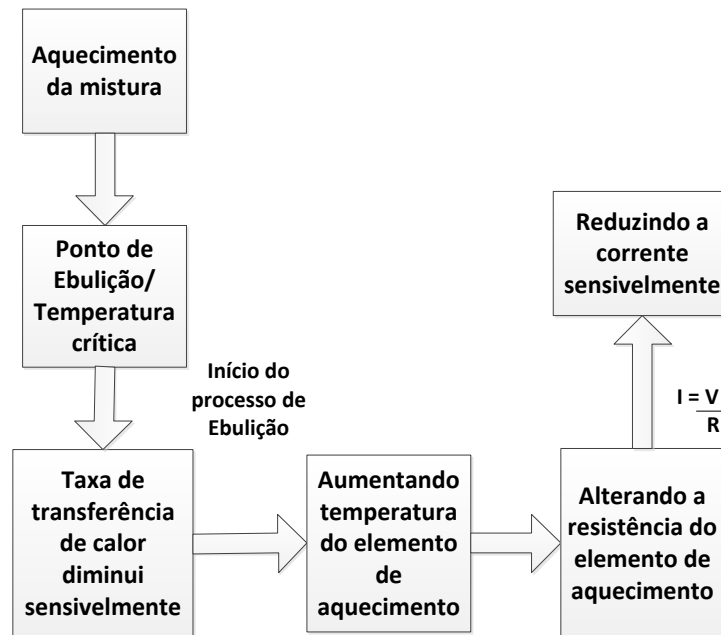 Aquecimento
da mistura
Ponto de
Ebulição/
Temperatura
crítica
Início do
processo de
Ebulição
Taxa de
transferência
de calor
diminui
sensivelmente
Aumentando
temperatura
do elemento
de
aquecimento
Alterando a
resistência do
elemento de
aquecimento
I = V
R
Reduzindo a
corrente
sensivelmente